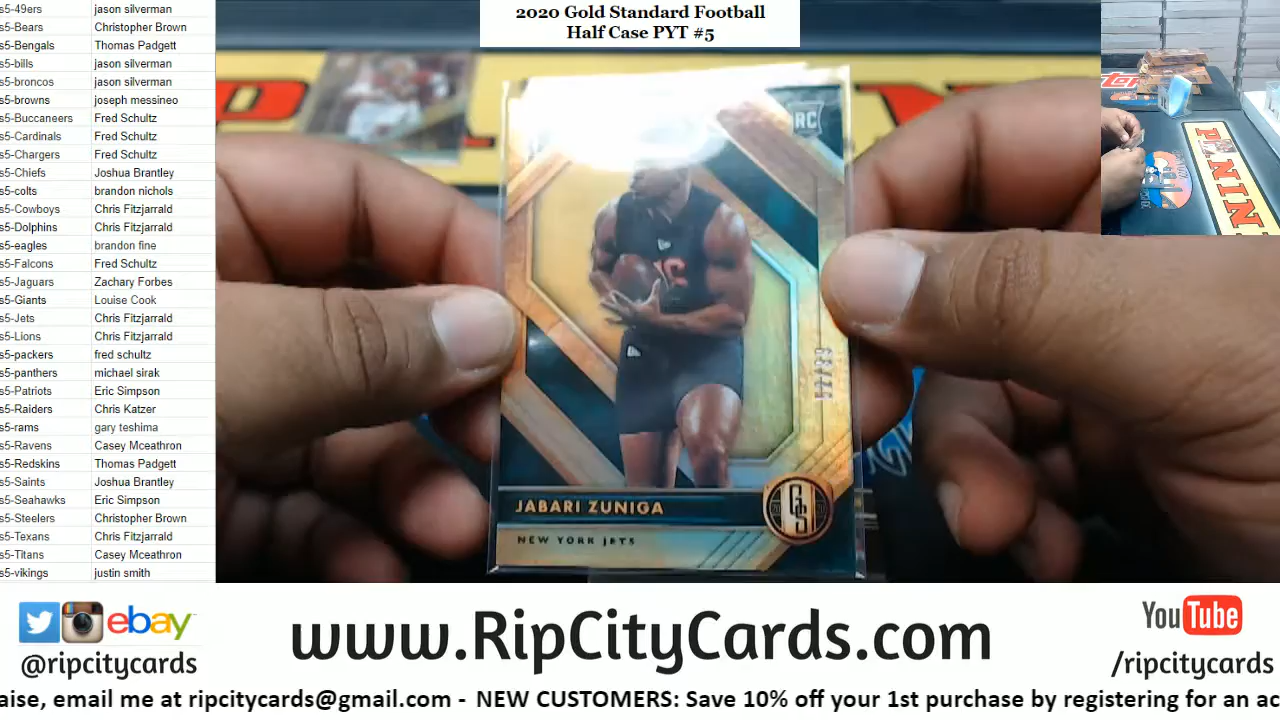 2020 Gold Standard Football
Half Case PYT #5
s5-49ers jason silverman
s5-Bears Christopher Brown
s5-Bengals Thomas Padgett
s5-bills jason silverman
s5-broncos jason silverman
s5-browns joseph messineo
s5-Buccaneers Fred Schultz
s5-Cardinals Fred Schultz
s5-Chargers Fred Schultz
s5-Chiefs Joshua Brantley
s5-colts brandon nichols
s5-Cowboys Chris Fitzjarrald
s5-Dolphins Chris Fitzjarrald
s5-eagles brandon fine
s5-Falcons Fred Schultz
s5-Jaguars Zachary Forbes
s5-Giants Louise Cook
s5-Jets Chris Fitzjarrald
s5-Lions Chris Fitzjarrald
s5-packers fred schultz
s5-panthers michael sirak
s5-Patriots Eric Simpson
s5-Raiders Chris Katzer
s5-rams gary teshima
s5-Ravens Casey Mceathron
s5-Redskins Thomas Padgett
s5-Saints Joshua Brantley
s5-Seahawks Eric Simpson
s5-Steelers Christopher Brown
s5-Texans Chris Fitzjarrald
s5-Titans Casey Mceathron
s5-vikings justin smith
RC
JABARI ZUNIGA
NEW YORK JETS
GS
PANINI
ebay
@ripcitycards
www.RipCityCards.com
YouTube
/ripcitycards
aise, email me at ripcitycards@gmail.com - NEW CUSTOMERS: Save 10% off your 1st purchase by registering for an ac